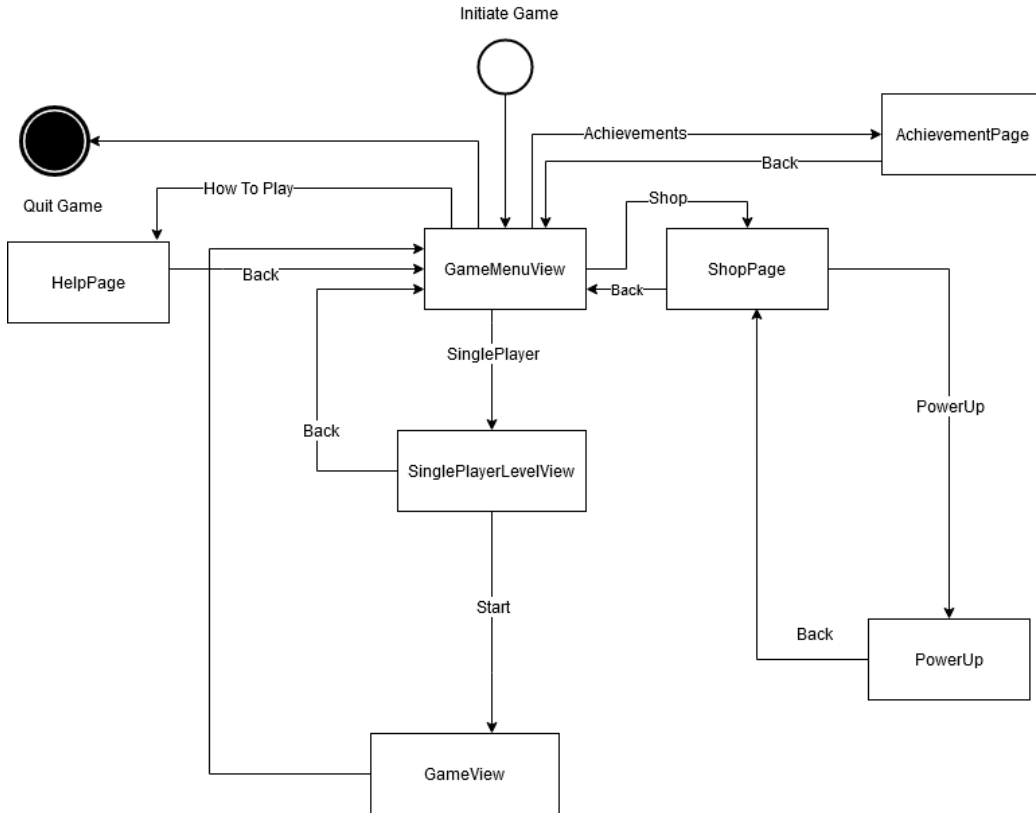 Initiate Game
Achievements
AchievementPage
Back
How To Play
Quit Game
Shop
HelpPage
Back
GameMenuView
ShopPage
Back
SinglePlayer
PowerUp
Back
SinglePlayerLevelView
Start
Back
PowerUp
GameView